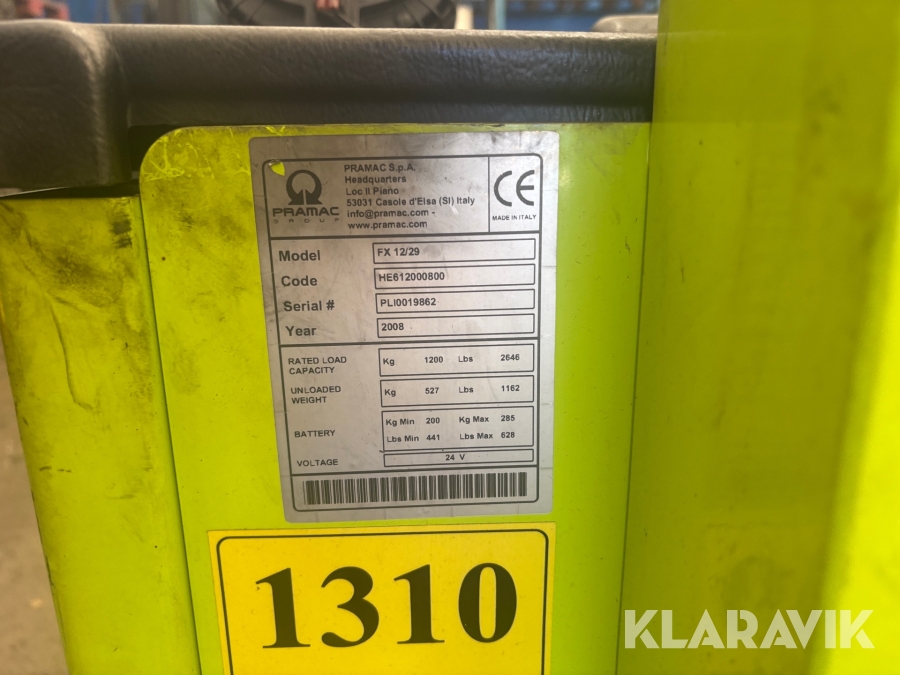 PRAMAC
GROUP
PRAMAC S.p.A.
Headquarters
Loc Il Piano
53031 Casole d'Elsa (SI) Italy
info@pramac.com -
www.pramac.com
CE
MADE IN ITALY
Model FX 12/29
Code HE612000800
Serial # PLI0019862
Year 2008
RATED LOAD CAPACITY Kg 1200 Lbs 2646
UNLOADED WEIGHT Kg 527 Lbs 1162
BATTERY Kg Min 200 Kg Max 285
Lbs Min 441 Lbs Max 628
VOLTAGE 24 V
1310
KLARAVIK